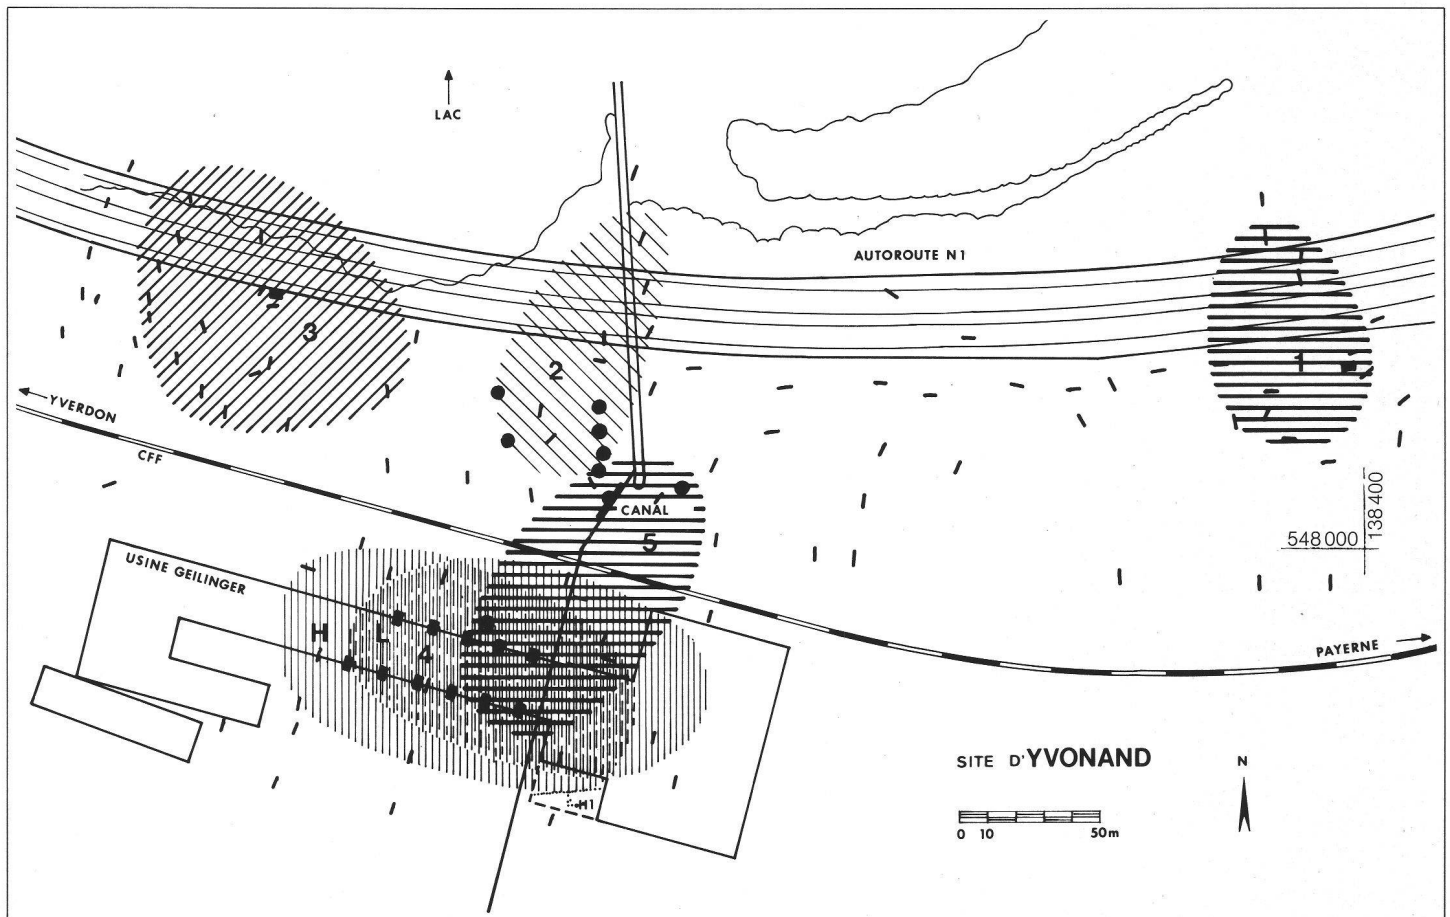 LAC
AUTOROUTE N1
3
2
1
YVERDON
CFF
CANAL
5
138 400
548 000
USINE GEILINGER
H
L
4
PAYERNE
SITE D'YVONAND
N
H1
0 10 50m